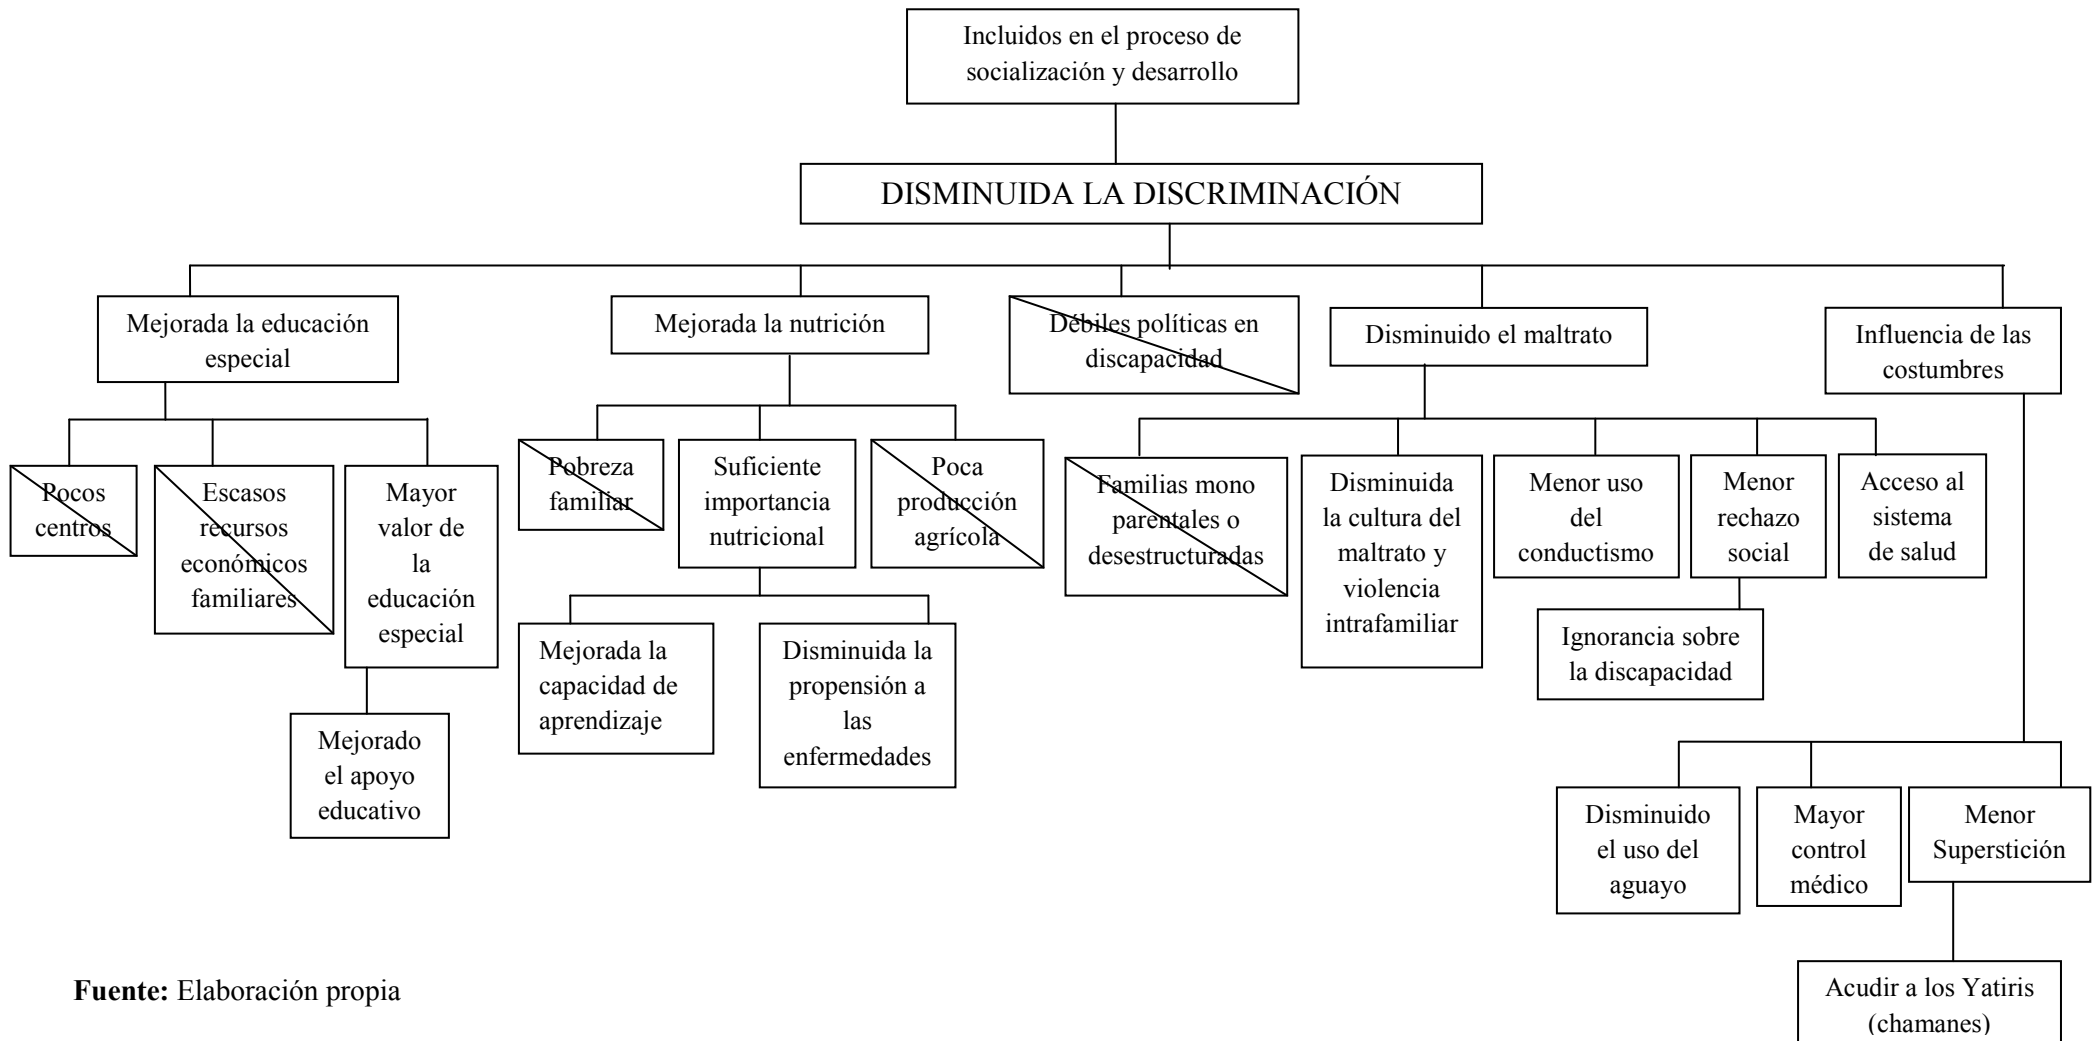 Incluidos en el proceso de
socialización y desarrollo
DISMINUIDA LA DISCRIMINACIÓN
Mejorada la educación
especial
Mejorada la nutrición
Débiles políticas en
discapacidad
Disminuido el maltrato
Influencia de las
costumbres
Pocos
centros
Escasos
recursos
económicos
familiares
Mayor
valor de
la
educación
especial
Pobreza
familiar
Suficiente
importancia
nutricional
Poca
producción
agrícola
Familias mono
parentales o
desestructuradas
Disminuida
la cultura del
maltrato y
violencia
intrafamiliar
Menor uso
del
conductismo
Menor
rechazo
social
Acceso al
sistema
de salud
Ignorancia sobre
la discapacidad
Mejorada la
capacidad de
aprendizaje
Disminuida la
propensión a
las
enfermedades
Mejorado
el apoyo
educativo
Disminuido
el uso del
aguayo
Mayor
control
médico
Menor
Superstición
Acudir a los Yatiris
(chamanes)
Fuente: Elaboración propia